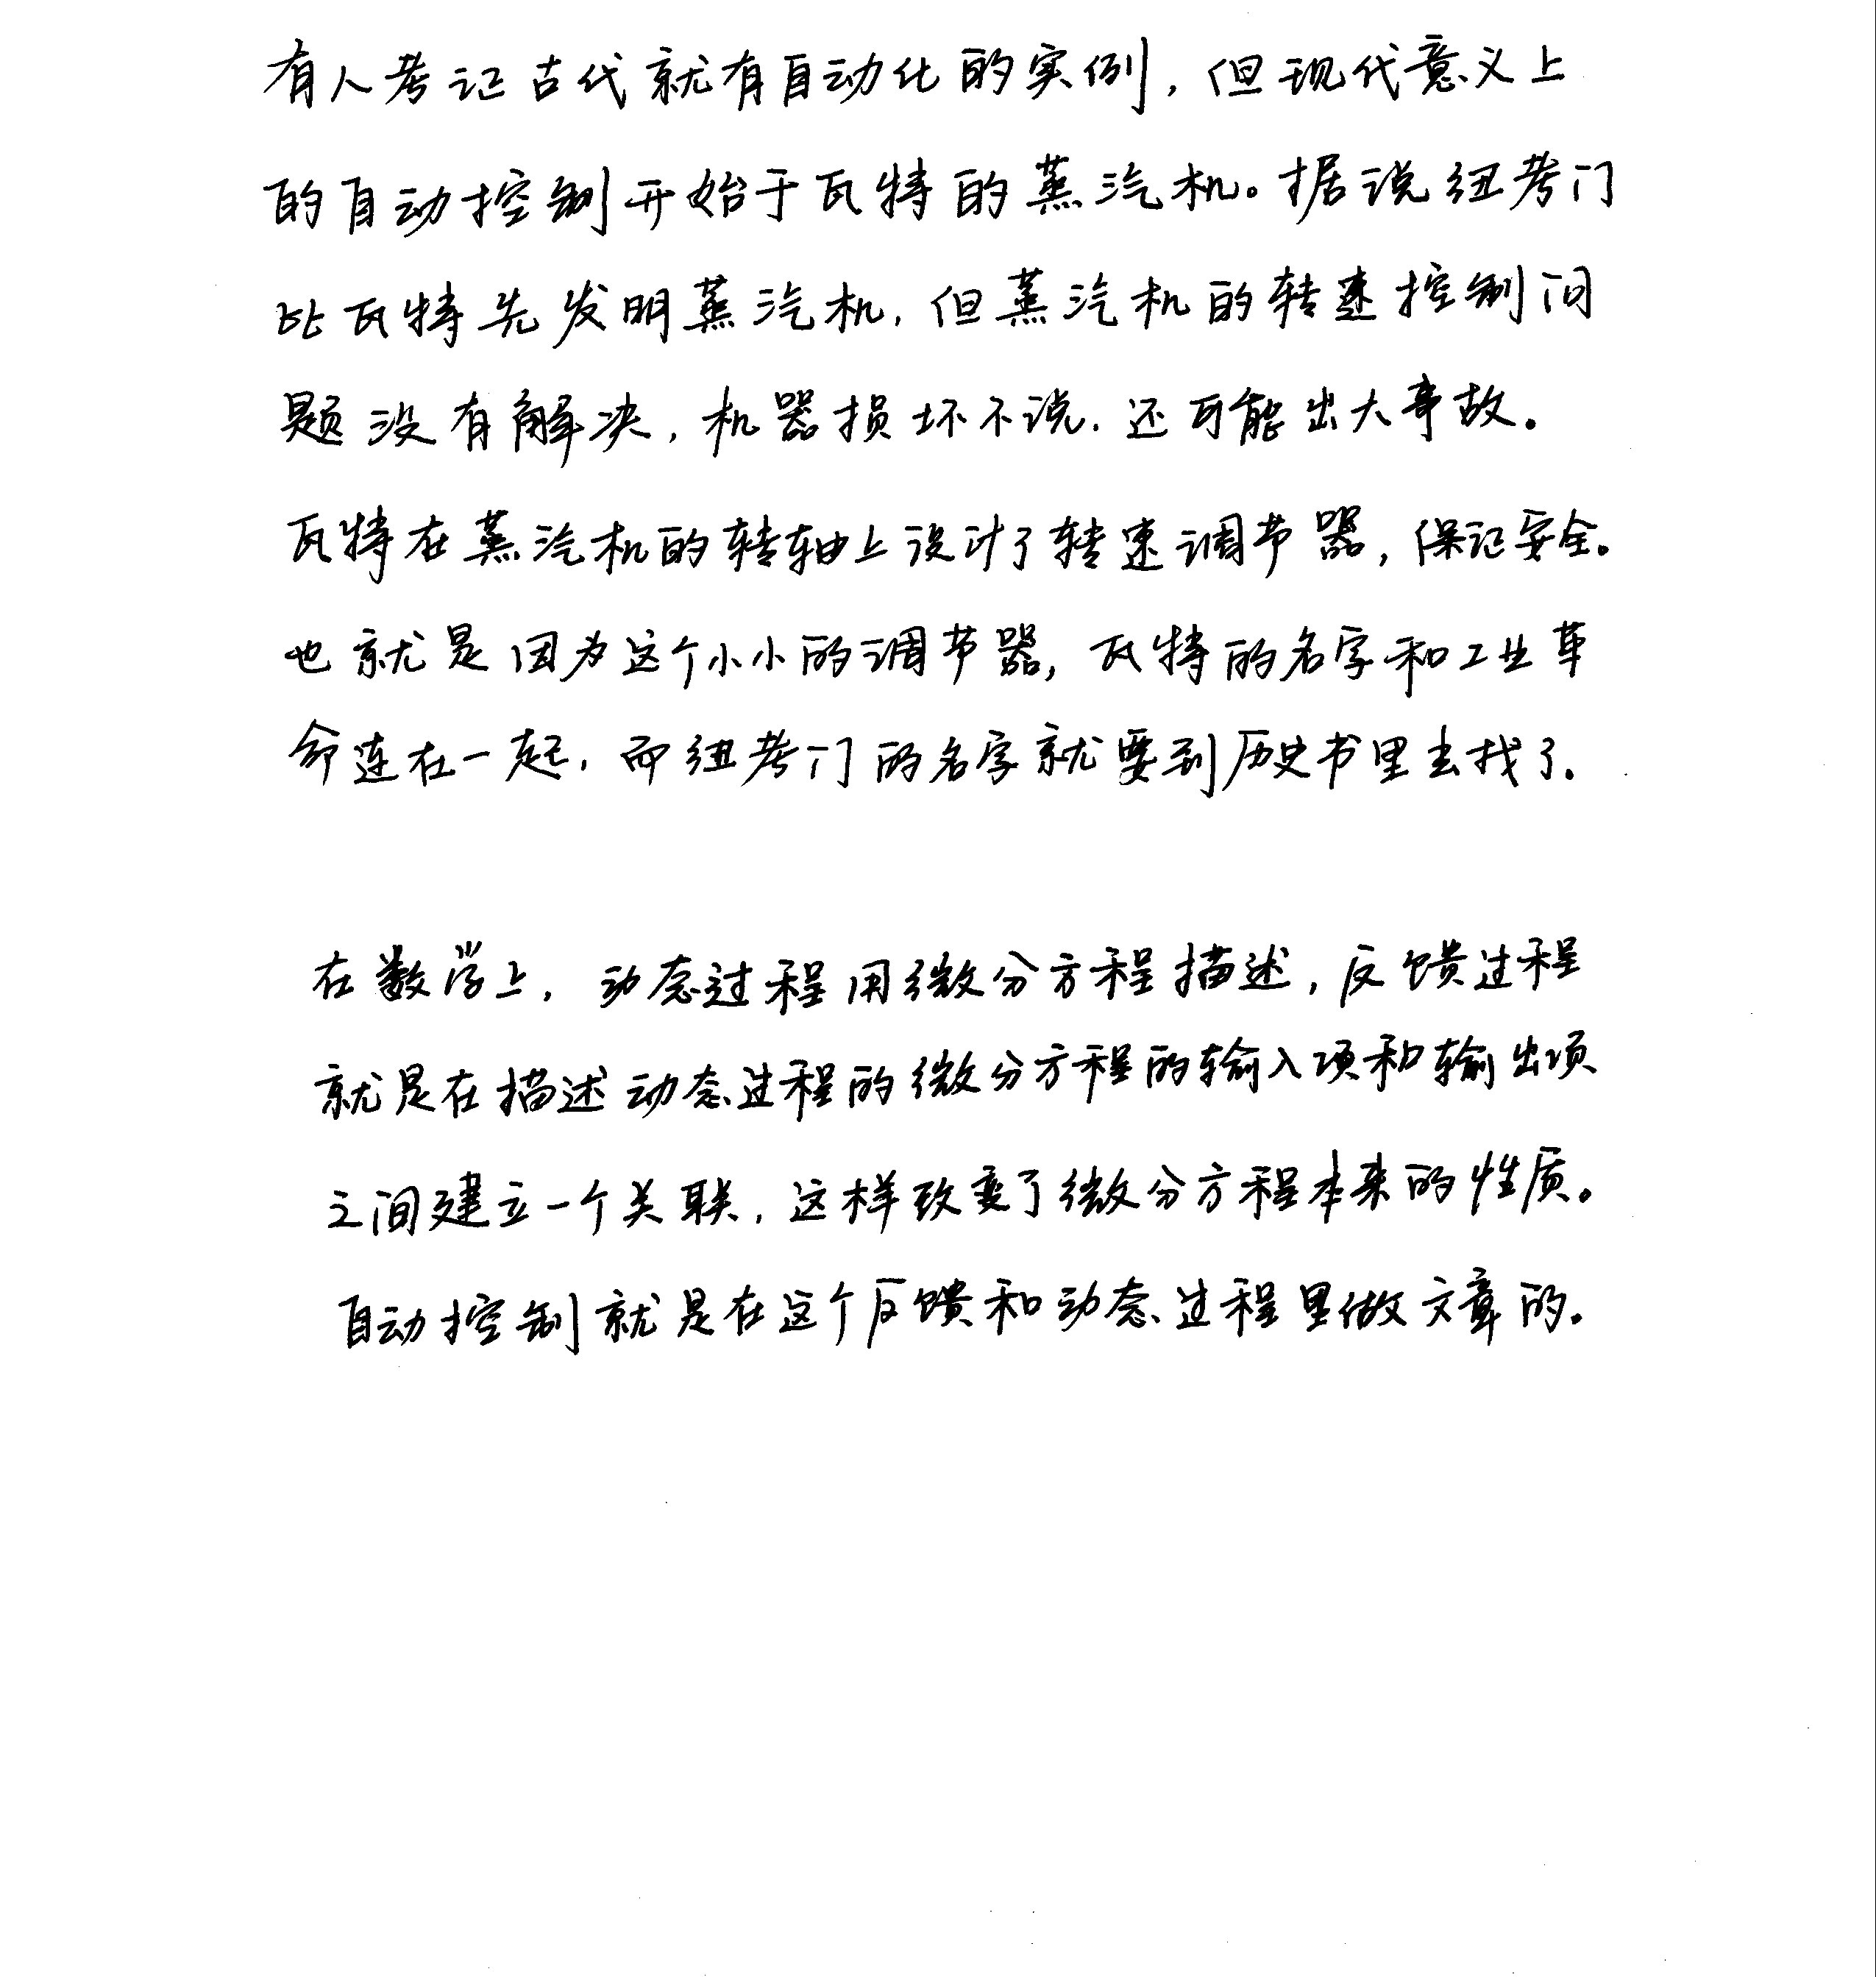 有人考证古代就有自动化的实例，但现代意义上
的自动控制开始于瓦特的蒸汽机。据说纽考门
比瓦特先发明蒸汽机，但蒸汽机的转速控制问
题没有解决，机器损坏不说，还可能出大事故。
瓦特在蒸汽机的转轴上设计了转速调节器，保证安全。
也就是因为这个小小的调节器，瓦特的名字和工业革
命连在一起，而纽考门的名字就要到历史书里去找了。
在数学上，动态过程用微分方程描述，反馈过程
就是在描述动态过程的微分方程的输入项和输出项
之间建立一个关联，这样改变了微分方程本来的性质。
自动控制就是在这个反馈和动态过程里做文章的。